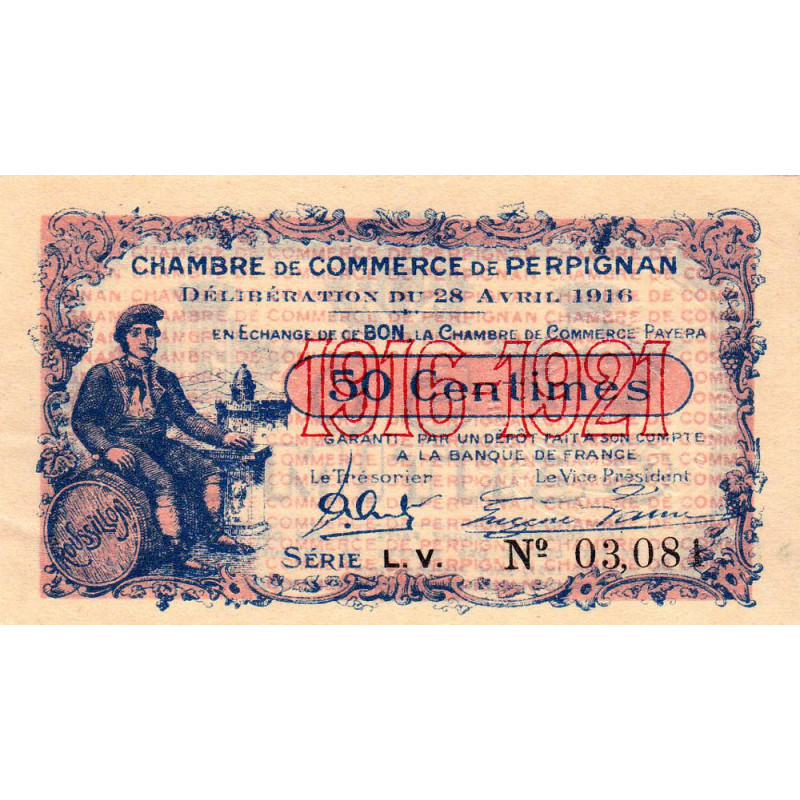 CHAMBRE DE COMMERCE DE PERPIGNAN
DÉLIBÉRATION DU 28 AVRIL 1916
EN ECHANGE DE CE BON, LA CHAMBRE DE COMMERCE PAYERA
50 Centimes
1916-1921
GARANTI PAR UN DÉPÔT FAIT A SON COMPTE
A LA BANQUE DE FRANCE
Le Trésorier Le Vice Président
Eugène
ROUSSILLON
SÉRIE L.V. Nº 03,081